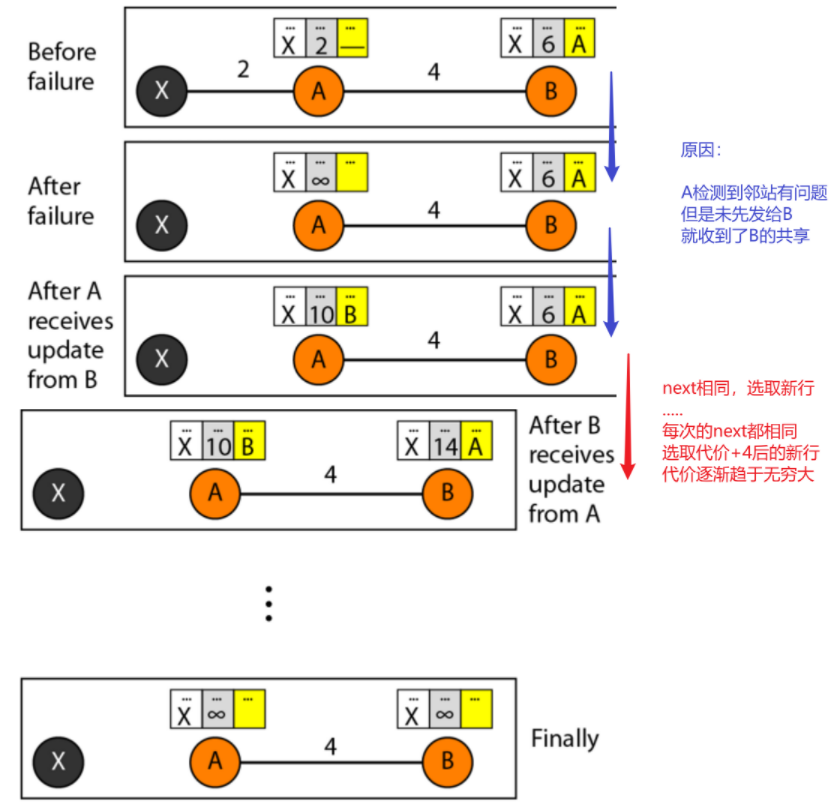 Before
failure
... ... ...
X 2 —
... ... ...
X 6 A
X
2
A
4
B
原因：
A检测到邻站有问题
但是未先发给B
就收到了B的共享
After
failure
... ... ...
X ∞
... ... ...
X 6 A
X
A
4
B
After A
receives
update
from B
... ... ...
X 10 B
... ... ...
X 6 A
X
A
4
B
next相同，选取新行
.....
每次的next都相同
选取代价+4后的新行
代价逐渐趋于无穷大
... ... ...
X 10 B
... ... ...
X 14 A
X
A
4
B
After B
receives
update
from A
... ... ...
X ∞
... ... ...
X ∞
X
A
4
B
Finally